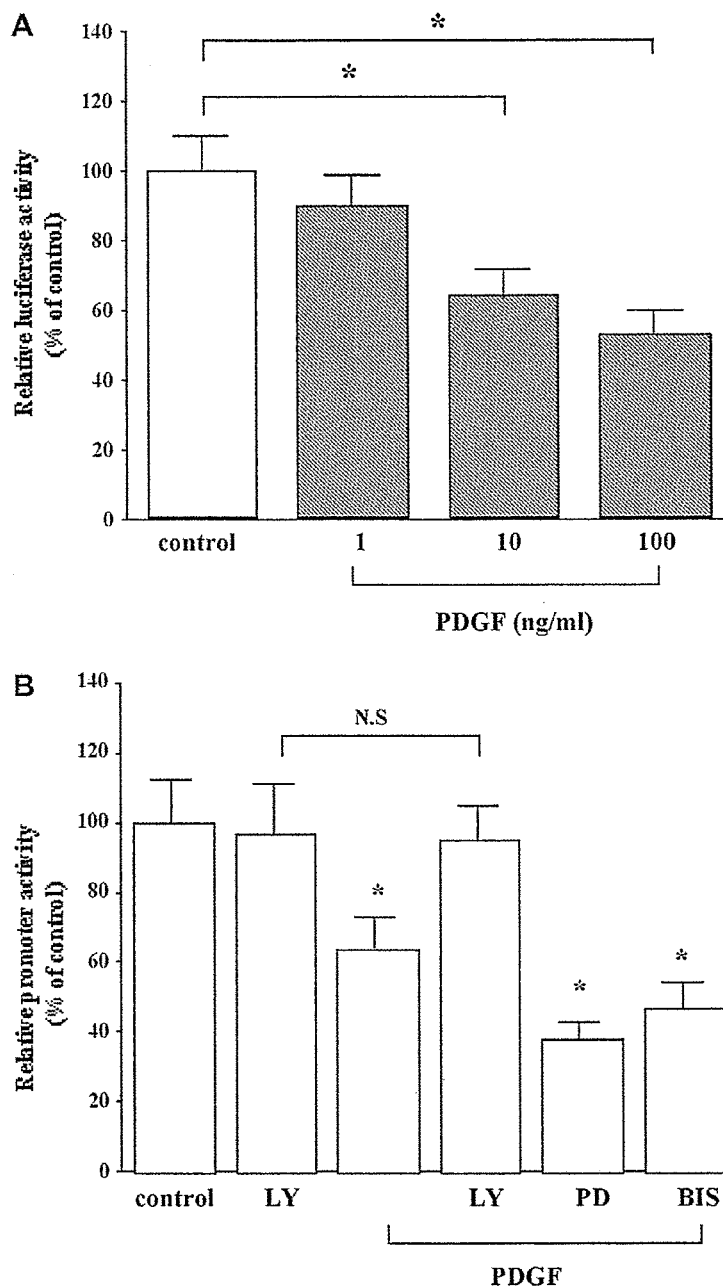 A
Relative luciferase activity
(% of control)
140
120
100
80
60
40
20
0
*
*
control 1 10 100
PDGF (ng/ml)
B
Relative promoter activity
(% of control)
140
120
100
80
60
40
20
0
N.S
*
*
*
control LY LY PD BIS
PDGF